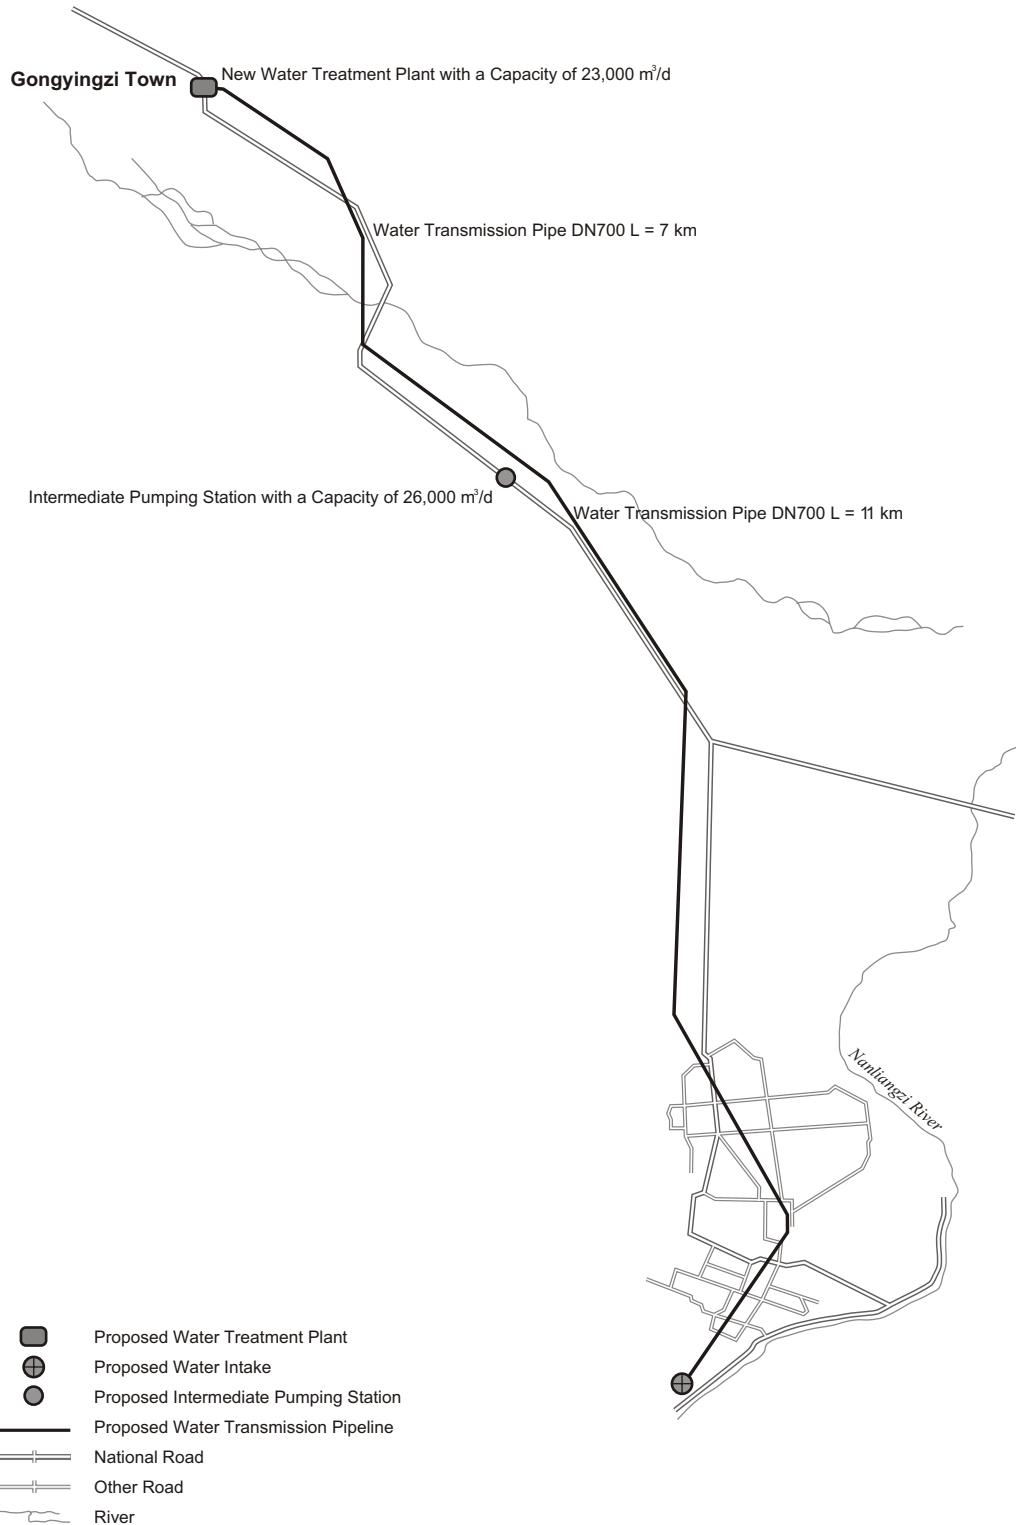 New Water Treatment Plant with a Capacity of 23,000 m³/d
Gongyingzi Town
Water Transmission Pipe DN700 L = 7 km
Intermediate Pumping Station with a Capacity of 26,000 m³/d
Water Transmission Pipe DN700 L = 11 km
Nanliangzi River
Proposed Water Treatment Plant
Proposed Water Intake
Proposed Intermediate Pumping Station
Proposed Water Transmission Pipeline
National Road
Other Road
River